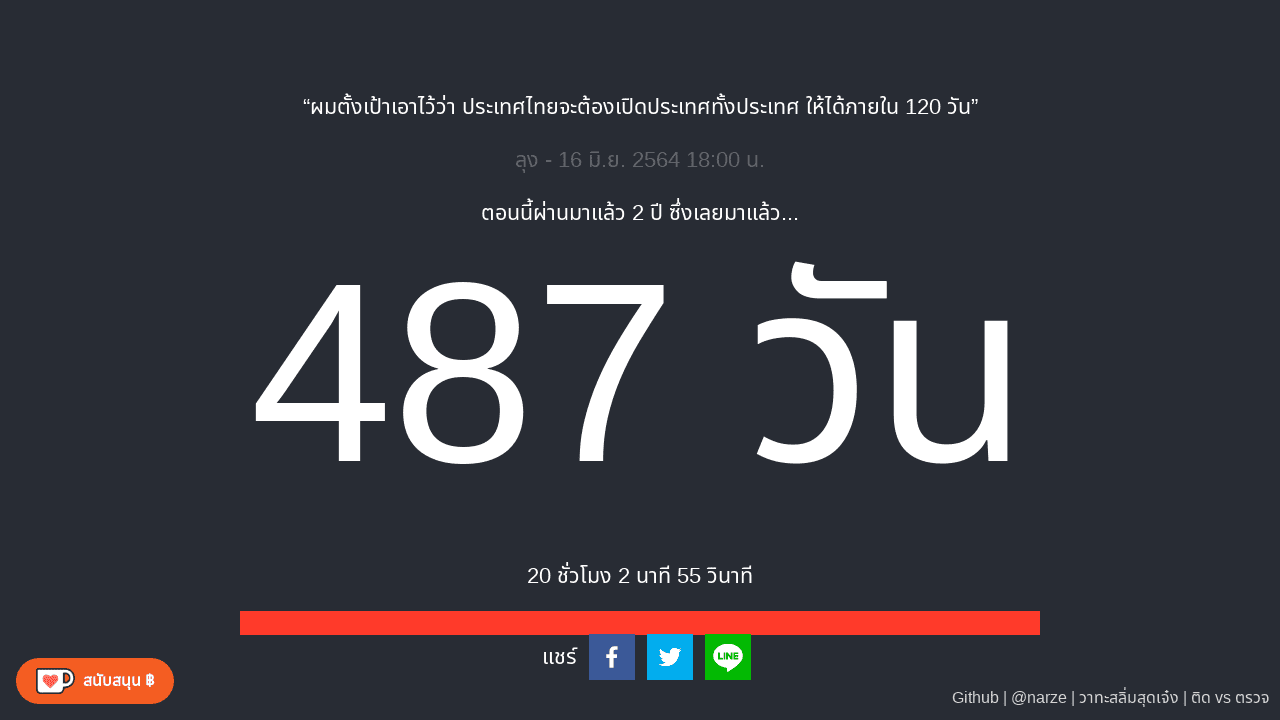 “ผมตั้งเป้าเอาไว้ว่า ประเทศไทยจะต้องเปิดประเทศทั้งประเทศ ให้ได้ภายใน 120 วัน”
ลุง - 16 มิ.ย. 2564 18:00 น.
ตอนนี้ผ่านมาแล้ว 2 ปี ซึ่งเลยมาแล้ว...
487 วัน
20 ชั่วโมง 2 นาที 55 วินาที
แชร์
LINE
สนับสนุน ฿
Github | @narze | วาทะสลิ่มสุดเจ๋ง | ติด vs ตรวจ